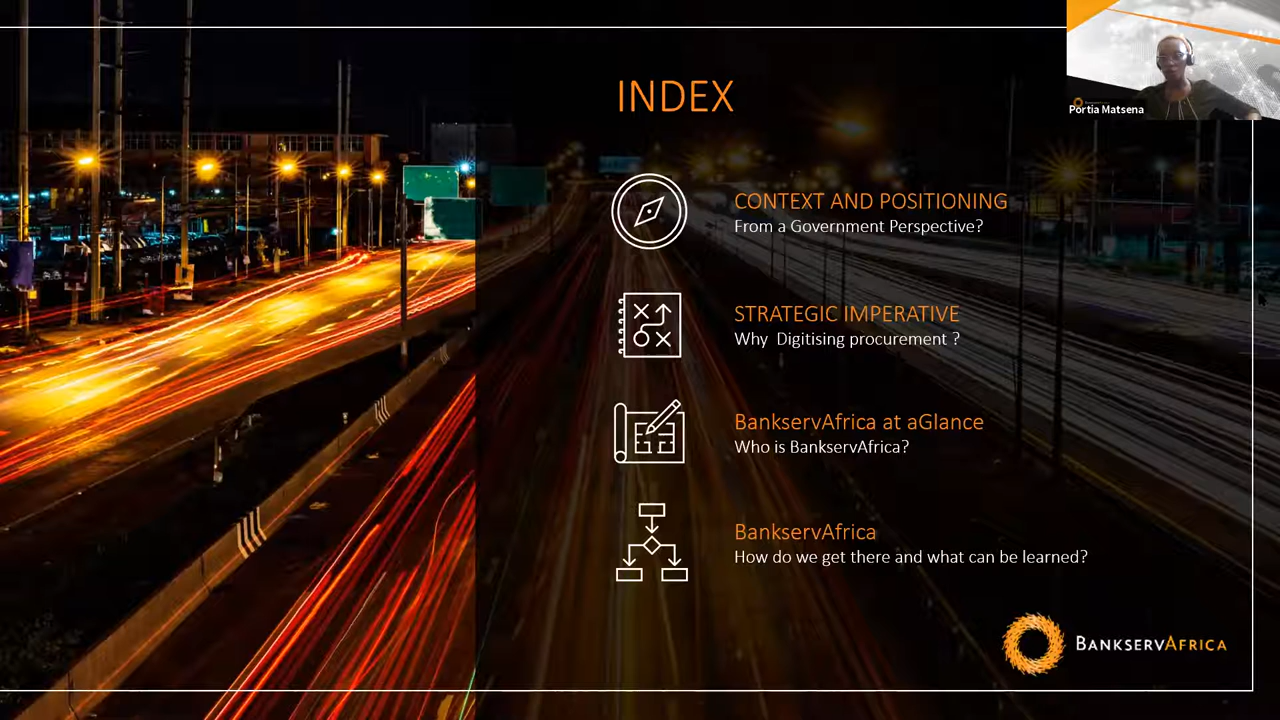 INDEX
Portia Matsena
CONTEXT AND POSITIONING
From a Government Perspective?
STRATEGIC IMPERATIVE
Why Digitising procurement ?
BankservAfrica at aGlance
Who is BankservAfrica?
BankservAfrica
How do we get there and what can be learned?
BANKSERVAFRICA